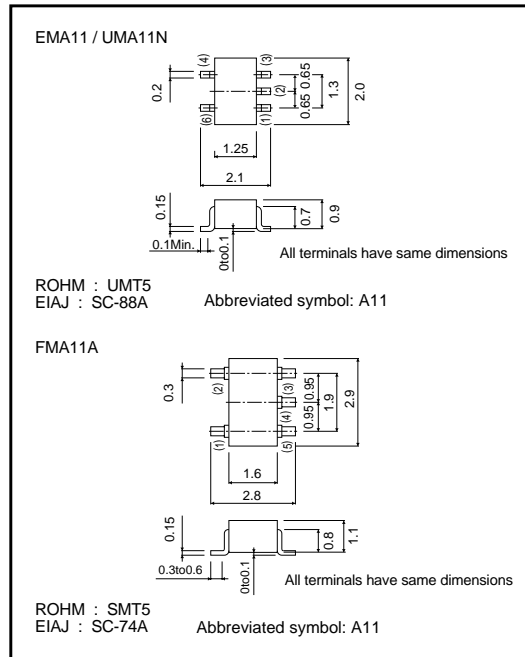 EMA11 / UMA11N
(4)
(3)
0.2
(2)
0.65
0.65
1.3
2.0
(6)
(1)
1.25
2.1
0.15
0.7
0.9
0.1Min.
0to0.1
All terminals have same dimensions
ROHM : UMT5
EIAJ : SC-88A
Abbreviated symbol: A11
FMA11A
0.3
(2)
(3)
0.95
0.95
1.9
2.9
(4)
(1)
(5)
1.6
2.8
0.15
0.8
1.1
0.3to0.6
0to0.1
All terminals have same dimensions
ROHM : SMT5
EIAJ : SC-74A
Abbreviated symbol: A11